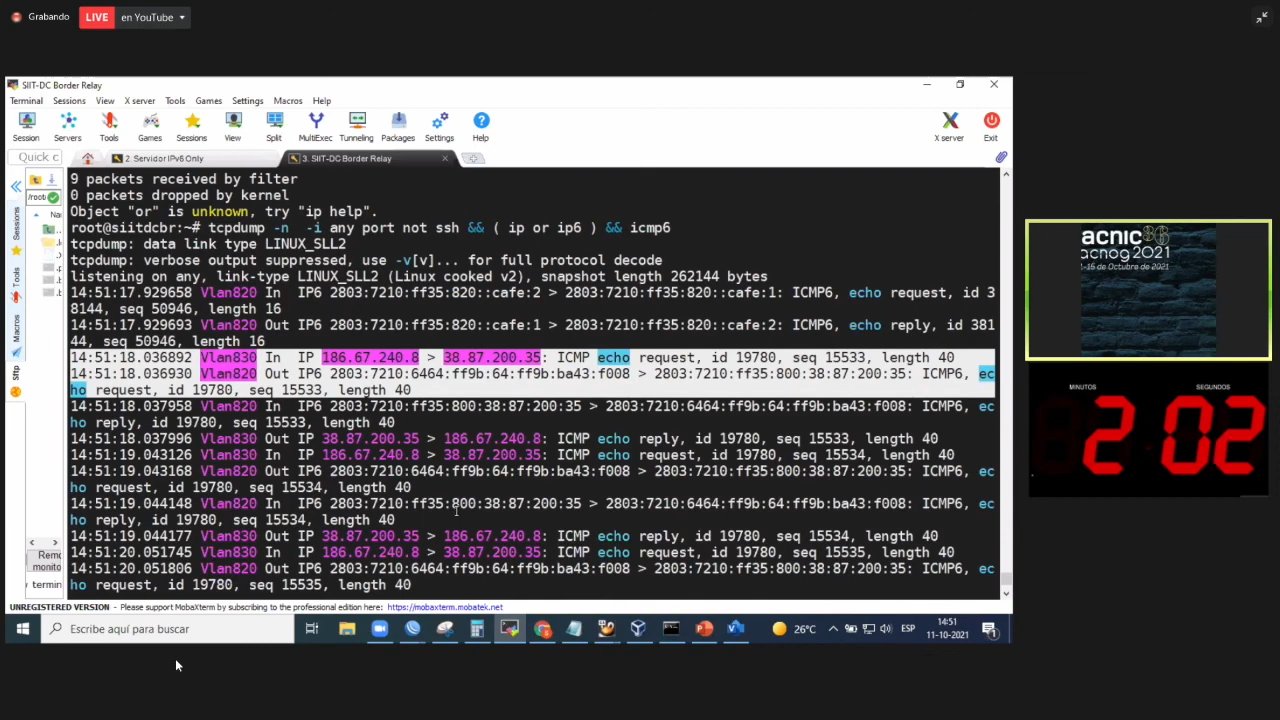 Grabando LIVE en YouTube
SIIT-DC Border Relay
Terminal Sessions View X server Tools Games Settings Macros Help
Session Servers Tools Games Sessions View Split MultiExec Tunneling Packages Settings Help X server Exit
Quick c 2. Servidor IPv6 Only 3. SIIT-DC Border Relay
/root
Na
Sessions
Tools
Macros
Sftp
9 packets received by filter
0 packets dropped by kernel
Object "or" is unknown, try "ip help".
root@siitdcbr:~# tcpdump -n -i any port not ssh && ( ip or ip6 ) && icmp6
tcpdump: data link type LINUX_SLL2
tcpdump: verbose output suppressed, use -v[v]... for full protocol decode
listening on any, link-type LINUX_SLL2 (Linux cooked v2), snapshot length 262144 bytes
14:51:17.929658 Vlan820 In IP6 2803:7210:ff35:820::cafe:2 > 2803:7210:ff35:820::cafe:1: ICMP6, echo request, id 3
8144, seq 50946, length 16
14:51:17.929693 Vlan820 Out IP6 2803:7210:ff35:820::cafe:1 > 2803:7210:ff35:820::cafe:2: ICMP6, echo reply, id 381
44, seq 50946, length 16
14:51:18.036892 Vlan830 In IP 186.67.240.8 > 38.87.200.35: ICMP echo request, id 19780, seq 15533, length 40
14:51:18.036930 Vlan820 Out IP6 2803:7210:6464:ff9b:64:ff9b:ba43:f008 > 2803:7210:ff35:800:38:87:200:35: ICMP6, ec
ho request, id 19780, seq 15533, length 40
14:51:18.037958 Vlan820 In IP6 2803:7210:ff35:800:38:87:200:35 > 2803:7210:6464:ff9b:64:ff9b:ba43:f008: ICMP6, ec
ho reply, id 19780, seq 15533, length 40
14:51:18.037996 Vlan830 Out IP 38.87.200.35 > 186.67.240.8: ICMP echo reply, id 19780, seq 15533, length 40
14:51:19.043126 Vlan830 In IP 186.67.240.8 > 38.87.200.35: ICMP echo request, id 19780, seq 15534, length 40
14:51:19.043168 Vlan820 Out IP6 2803:7210:6464:ff9b:64:ff9b:ba43:f008 > 2803:7210:ff35:800:38:87:200:35: ICMP6, ec
ho request, id 19780, seq 15534, length 40
14:51:19.044148 Vlan820 In IP6 2803:7210:ff35:800:38:87:200:35 > 2803:7210:6464:ff9b:64:ff9b:ba43:f008: ICMP6, ec
ho reply, id 19780, seq 15534, length 40
14:51:19.044177 Vlan830 Out IP 38.87.200.35 > 186.67.240.8: ICMP echo reply, id 19780, seq 15534, length 40
14:51:20.051745 Vlan830 In IP 186.67.240.8 > 38.87.200.35: ICMP echo request, id 19780, seq 15535, length 40
14:51:20.051806 Vlan820 Out IP6 2803:7210:6464:ff9b:64:ff9b:ba43:f008 > 2803:7210:ff35:800:38:87:200:35: ICMP6, ec
ho request, id 19780, seq 15535, length 40
Remo
monito
termin
UNREGISTERED VERSION - Please support MobaXterm by subscribing to the professional edition here: https://mobaxterm.mobatek.net
Escribe aquí para buscar
26°C ESP 14:51
11-10-2021
1
acnic 36
acnog 2021
1-15 de Octubre de 2021
MINUTOS SEGUNDOS
2 02